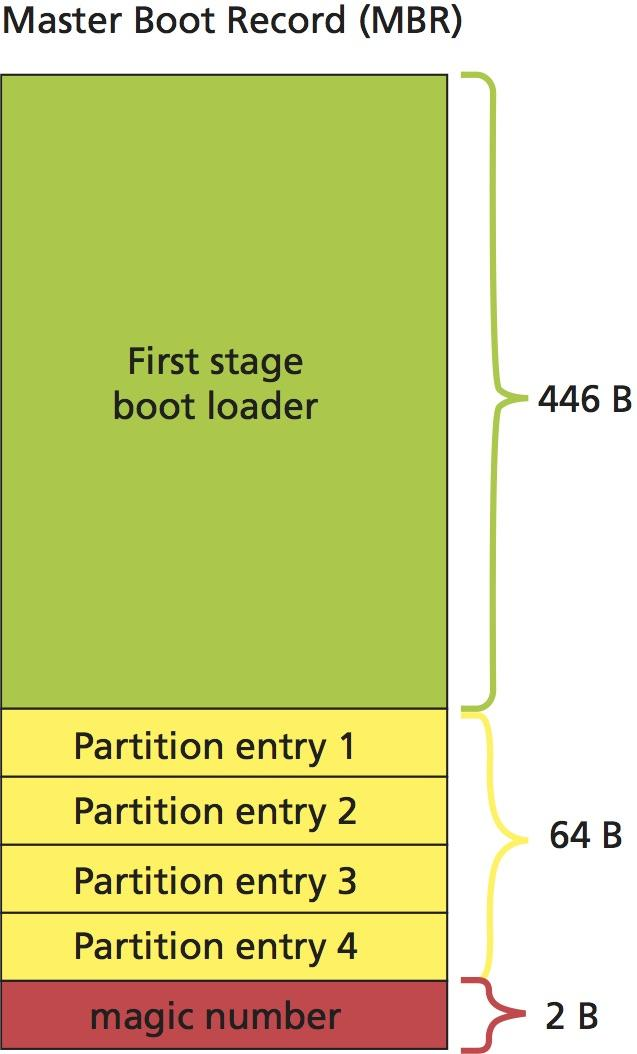 Master Boot Record (MBR)
First stage
boot loader
446 B
Partition entry 1
Partition entry 2
Partition entry 3
Partition entry 4
64 B
magic number
2 B